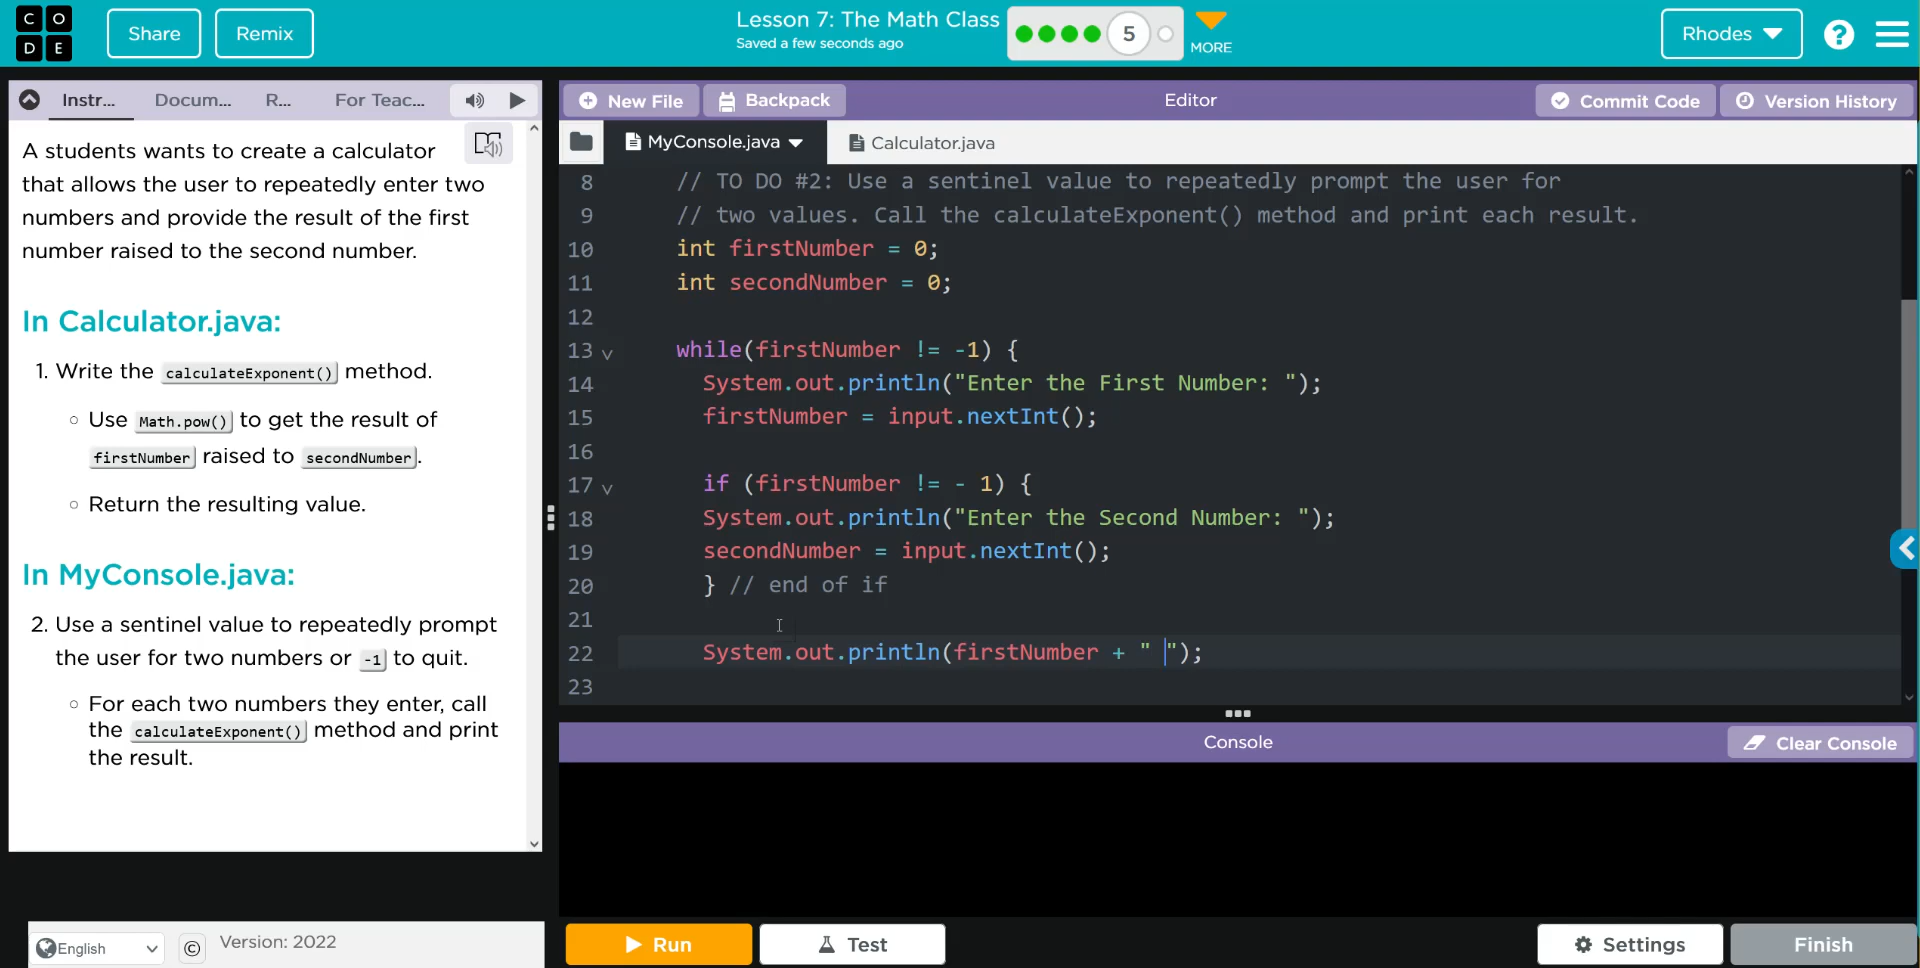 C O
D E
Share
Remix
Lesson 7: The Math Class
Saved a few seconds ago
5
MORE
Rhodes
?
Instr...
Docum...
R...
For Teac...
A students wants to create a calculator
that allows the user to repeatedly enter two
numbers and provide the result of the first
number raised to the second number.
In Calculator.java:
1. Write the calculateExponent() method.
Use Math.pow() to get the result of
firstNumber raised to secondNumber.
Return the resulting value.
In MyConsole.java:
2. Use a sentinel value to repeatedly prompt
the user for two numbers or -1 to quit.
For each two numbers they enter, call
the calculateExponent() method and print
the result.
English
©
Version: 2022
New File
Backpack
Editor
Commit Code
Version History
MyConsole.java
Calculator.java
8 // TO DO #2: Use a sentinel value to repeatedly prompt the user for
9 // two values. Call the calculateExponent() method and print each result.
10 int firstNumber = 0;
11 int secondNumber = 0;
12
13 while(firstNumber != -1) {
14 System.out.println("Enter the First Number: ");
15 firstNumber = input.nextInt();
16
17 if (firstNumber != - 1) {
18 System.out.println("Enter the Second Number: ");
19 secondNumber = input.nextInt();
20 } // end of if
21
22 System.out.println(firstNumber + " ");
23
Console
Clear Console
Run
Test
Settings
Finish